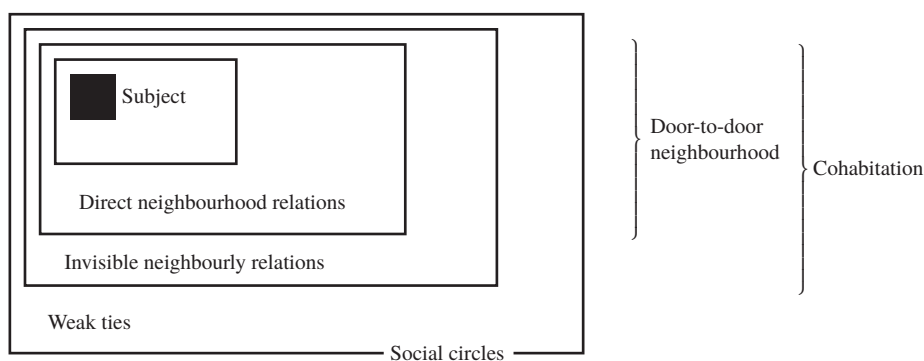 Subject
Door-to-door
neighbourhood
Cohabitation
Direct neighbourhood relations
Invisible neighbourly relations
Weak ties
Social circles